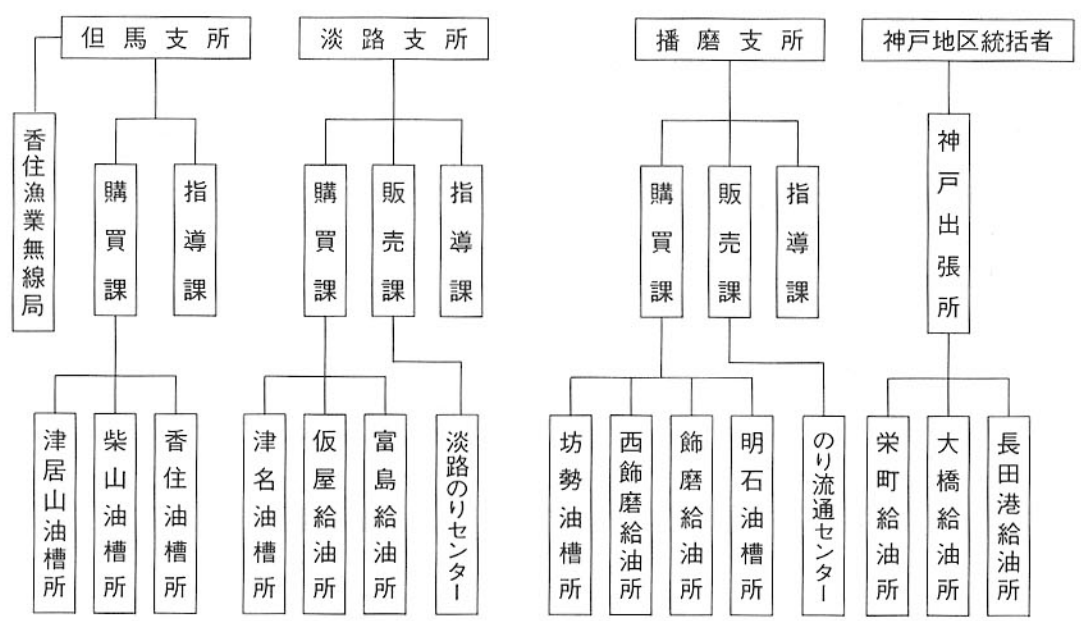 但馬支所
淡路支所
播磨支所
神戸地区統括者
香住漁業無線局
購買課
指導課
購買課
販売課
指導課
購買課
販売課
指導課
神戸出張所
津居山油槽所
柴山油槽所
香住油槽所
津名油槽所
仮屋給油所
富島給油所
淡路のりセンター
坊勢油槽所
西飾磨給油所
飾磨給油所
明石油槽所
のり流通センター
栄町給油所
大橋給油所
長田港給油所